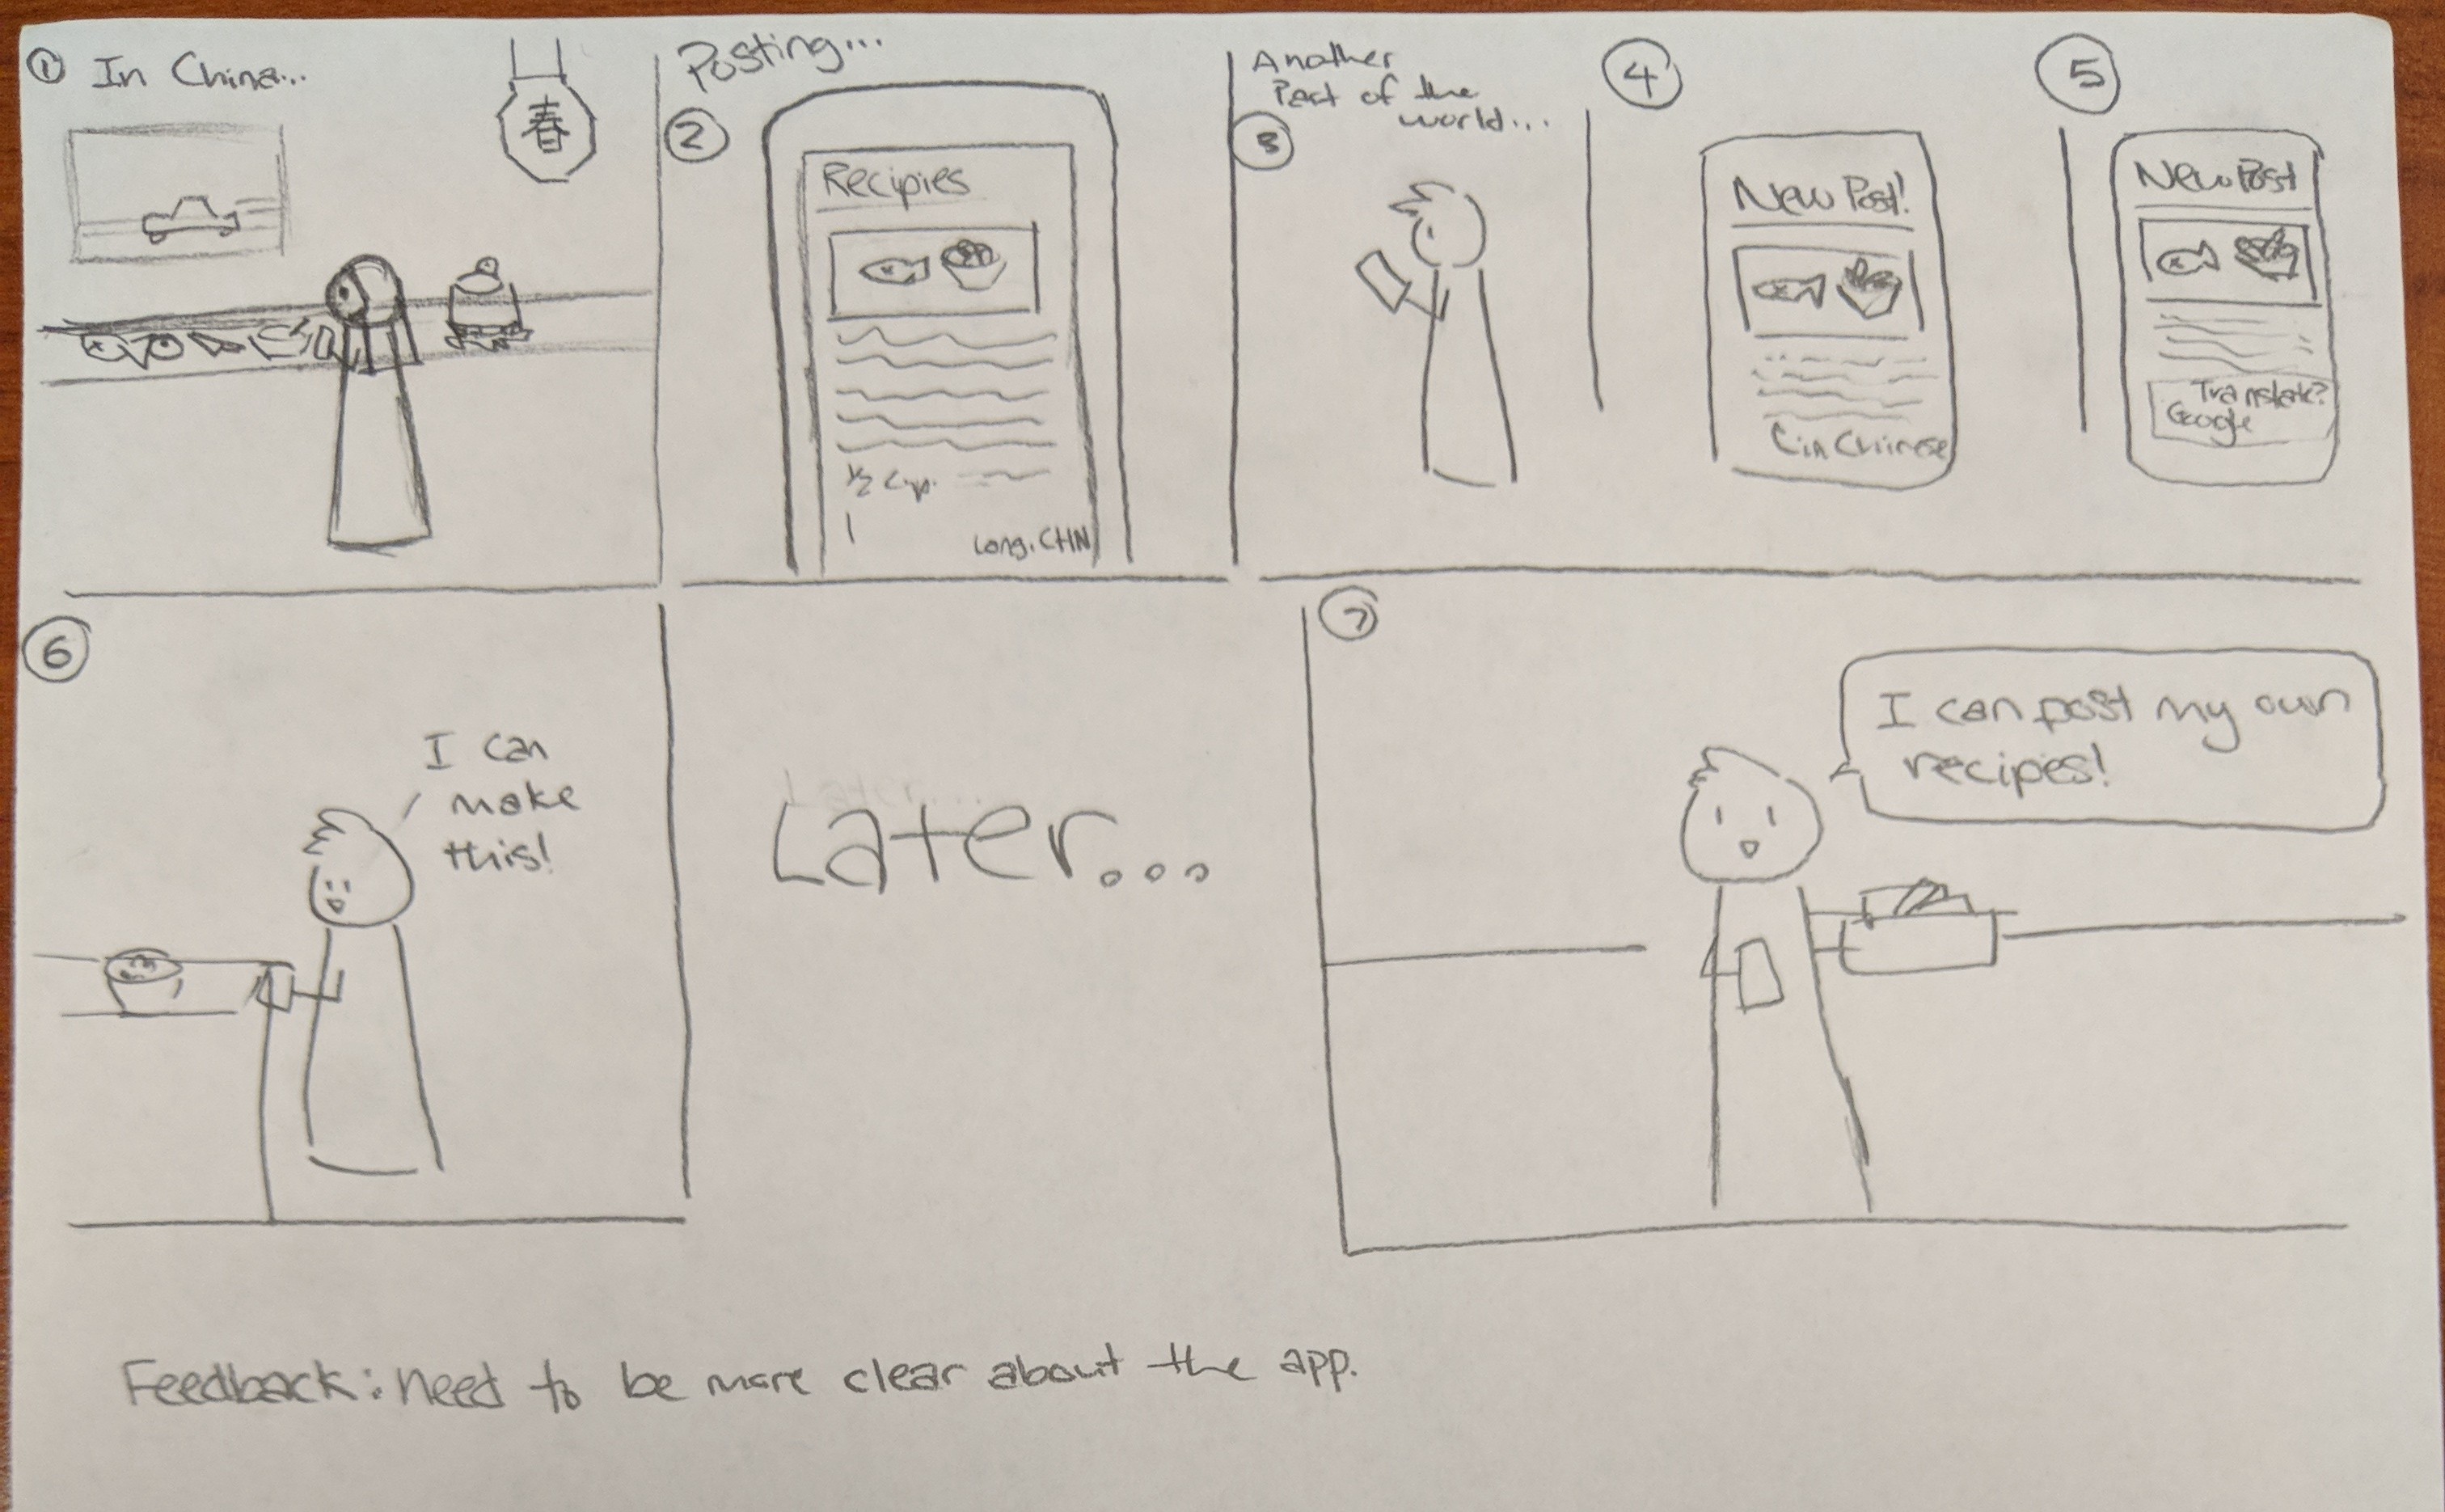 ① In China...
春
Posting...
②
Recipies
½ Cup.
Lang. CHN
Another
Part of the
world...
③
④
New Post!
(in Chinese
⑤
New Post
Translate?
Google
⑥
I can
make
this!
Later...
⑦
I can post my own
recipes!
Feedback: need to be more clear about the app.